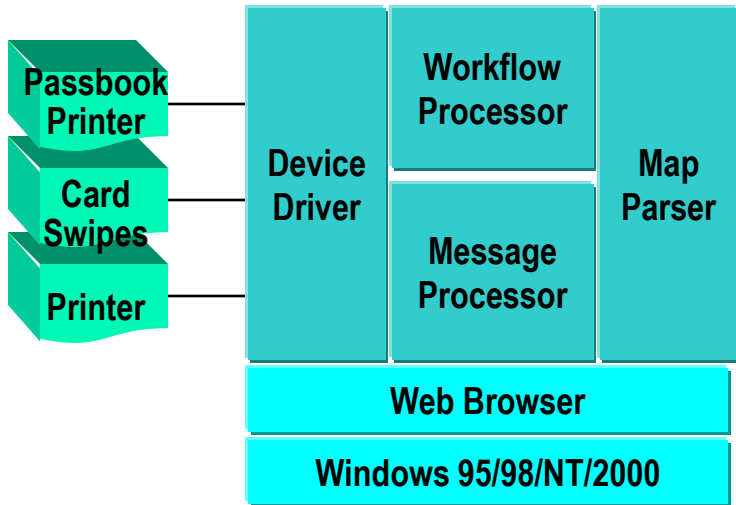 Passbook
Printer
Card
Swipes
Printer
Device
Driver
Workflow
Processor
Message
Processor
Map
Parser
Web Browser
Windows 95/98/NT/2000